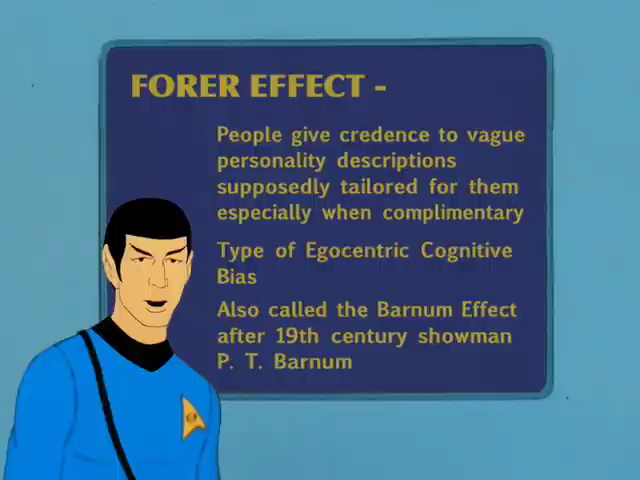 FORER EFFECT -
People give credence to vague
personality descriptions
supposedly tailored for them
especially when complimentary
Type of Egocentric Cognitive
Bias
Also called the Barnum Effect
after 19th century showman
P. T. Barnum